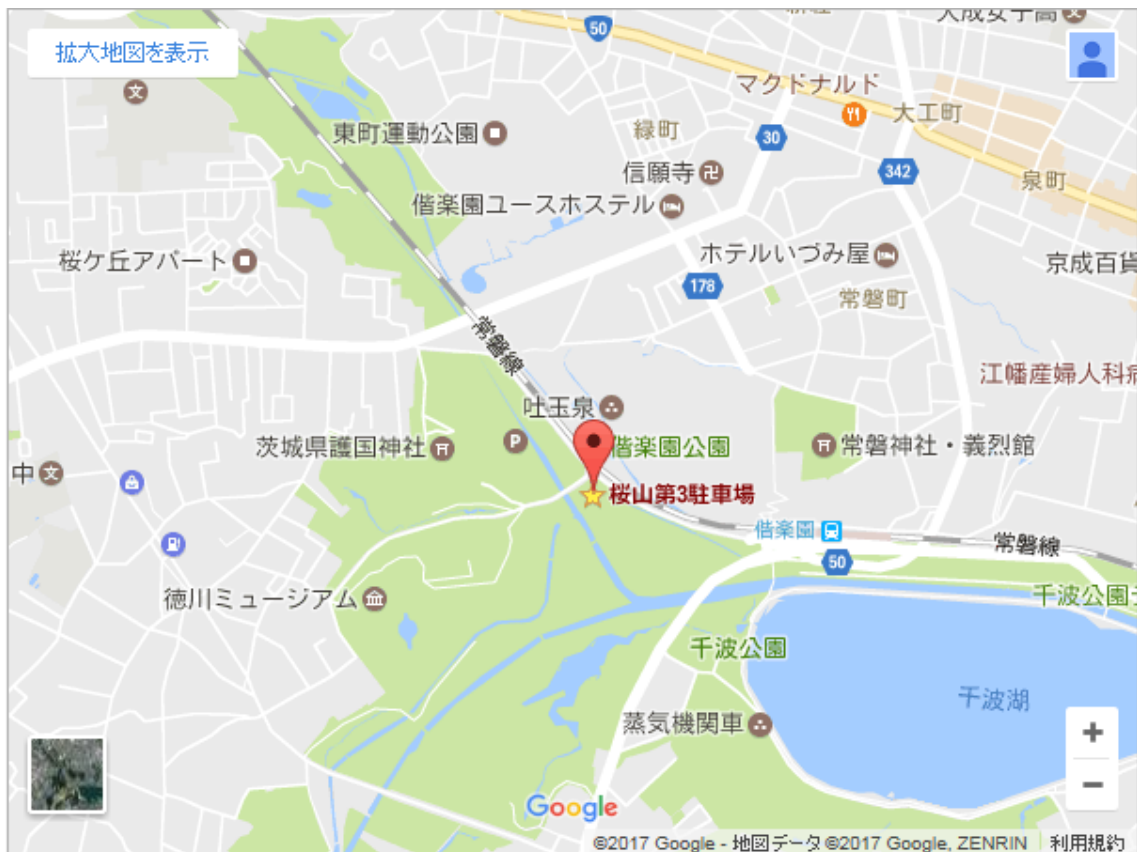 50
大成女子高
拡大地図を表示
マクドナルド
大工町
東町運動公園
緑町
30
信願寺
342
泉町
偕楽園ユースホステル
桜ケ丘アパート
ホテルいづみ屋
京成百貨
178
常磐町
常磐線
江幡産婦人科病
吐玉泉
P
茨城県護国神社
偕楽園公園
常磐神社・義烈館
中
文
桜山第3駐車場
偕楽園
常磐線
50
徳川ミュージアム
千波公園
千波公園
千波湖
蒸気機関車
+
−
Google
©2017 Google - 地図データ ©2017 Google, ZENRIN
利用規約